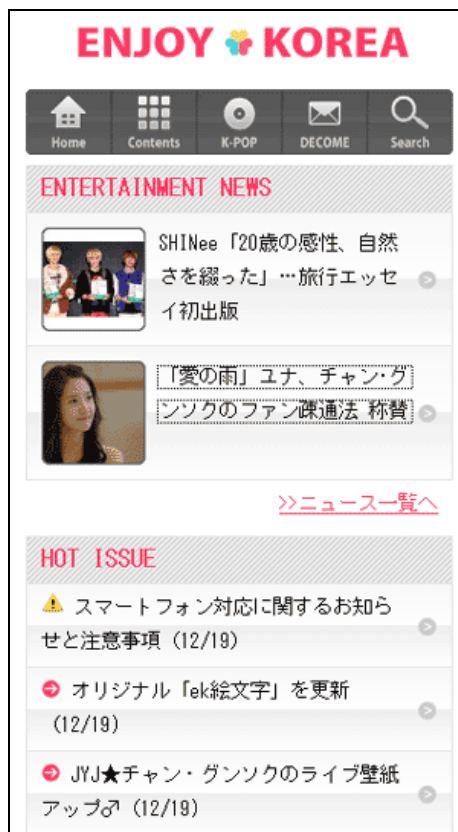 ENJOY KOREA
Home Contents K-POP DECOME Search
ENTERTAINMENT NEWS
SHINee「20歳の感性、自然
さを綴った」…旅行エッセ
イ初出版
「愛の雨」ユナ、チャン・グ
ンソクのファン疎通法 称賛
>>ニュース一覧へ
HOT ISSUE
スマートフォン対応に関するお知ら
せと注意事項 (12/19)
オリジナル「ek絵文字」を更新
(12/19)
JYJ★チャン・グンソクのライブ壁紙
アップ♂ (12/19)